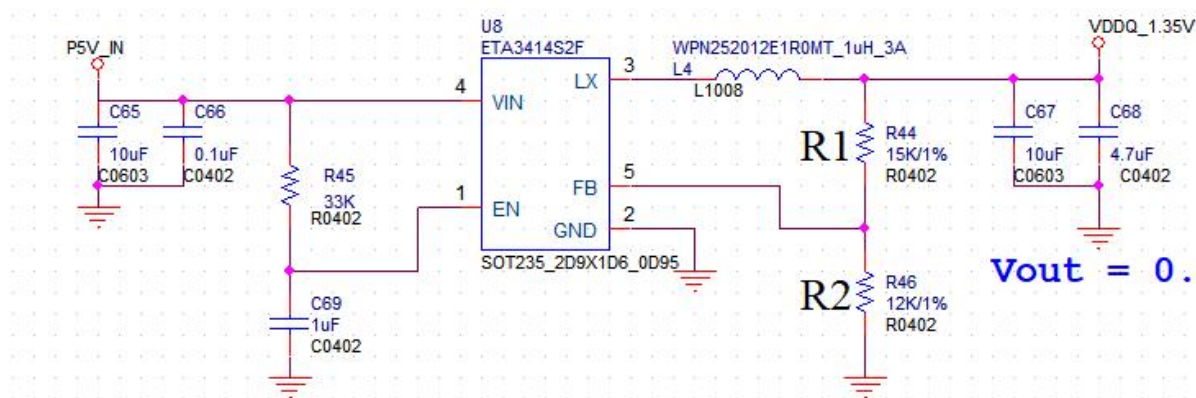 P5V_IN
C65
10uF
C0603
C66
0.1uF
C0402
R45
33K
R0402
C69
1uF
C0402
U8
ETA3414S2F
4
VIN
1
EN
LX
3
FB
5
GND
2
SOT235_2D9X1D6_0D95
WPN252012E1R0MT_1uH_3A
L4
L1008
R1
R44
15K/1%
R0402
R2
R46
12K/1%
R0402
VDDQ_1.35V
C67
10uF
C0603
C68
4.7uF
C0402
Vout = 0.